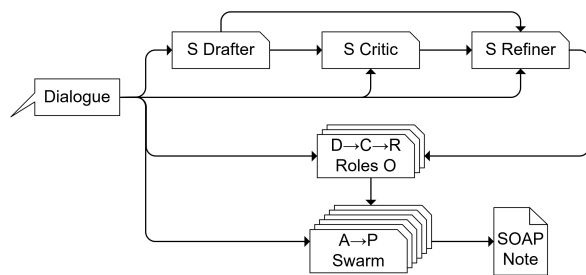 S Drafter
S Critic
S Refiner
Dialogue
D→C→R
Roles O
A→P
Swarm
SOAP
Note